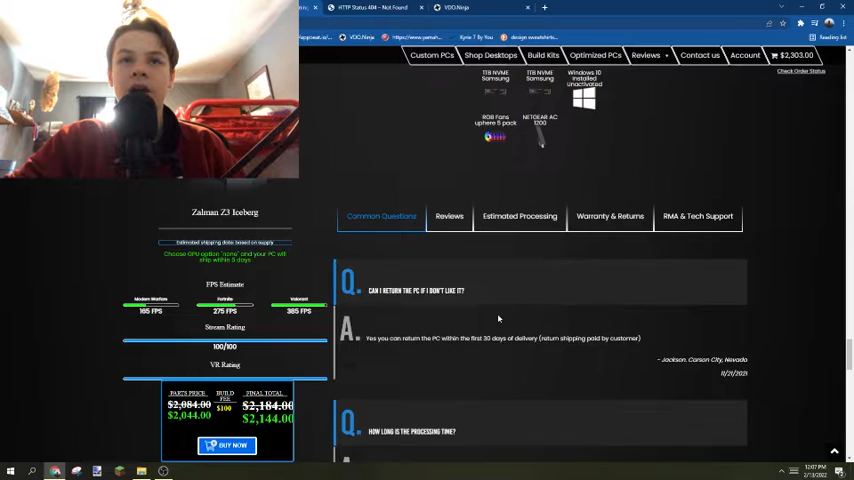 HTTP Status 404 – Not Found
VDO.Ninja
VDO.Ninja
Kyrie 7 By You
design sweatshirts...
Reading list
Custom PCs
Shop Desktops
Build Kits
Optimized PCs
Reviews
Contact us
Account
$2,303.00
Check Order Status
1TB NVME
Samsung
1TB NVME
Samsung
Windows 10
Installed
Unactivated
RGB Fans
uphere 5 pack
NETGEAR AC
1200
Zalman Z3 Iceberg
Estimated shipping date: based on supply
Choose GPU option "none" and your PC will
ship within 5 days
FPS Estimate
Modern Warfare
165 FPS
Fortnite
275 FPS
Valorant
385 FPS
Stream Rating
100/100
VR Rating
PARTS PRICE
$2,084.00
$2,044.00
BUILD
FEE
$100
FINAL TOTAL
$2,184.00
$2,144.00
BUY NOW
Common Questions
Reviews
Estimated Processing
Warranty & Returns
RMA & Tech Support
Q. CAN I RETURN THE PC IF I DON'T LIKE IT?
A. Yes you can return the PC within the first 30 days of delivery (return shipping paid by customer)
- Jackson. Carson City, Nevada
11/21/2021
Q. HOW LONG IS THE PROCESSING TIME?
12:07 PM
2/13/2022